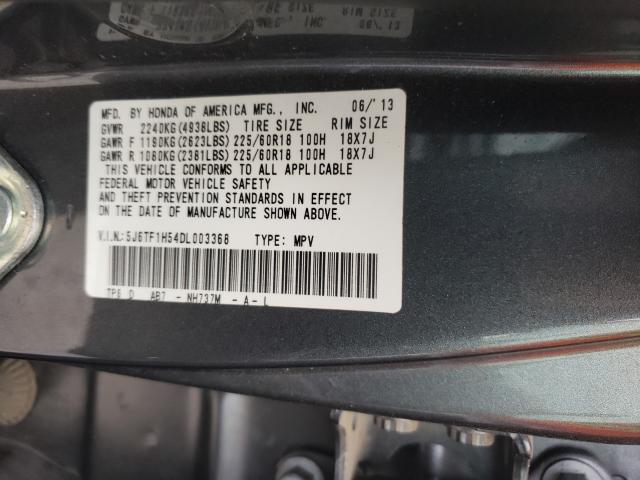 MFD. BY HONDA OF AMERICA MFG., INC. 06/'13
GVWR 2240KG(4938LBS) TIRE SIZE RIM SIZE
GAWR F 1190KG(2623LBS) 225/60R18 100H 18X7J
GAWR R 1080KG(2381LBS) 225/60R18 100H 18X7J
THIS VEHICLE CONFORMS TO ALL APPLICABLE
FEDERAL MOTOR VEHICLE SAFETY
AND THEFT PREVENTION STANDARDS IN EFFECT
ON THE DATE OF MANUFACTURE SHOWN ABOVE.
V.I.N.:5J6TF1H54DL003368 TYPE: MPV
TP6 D AB7 - NH737M - A - L